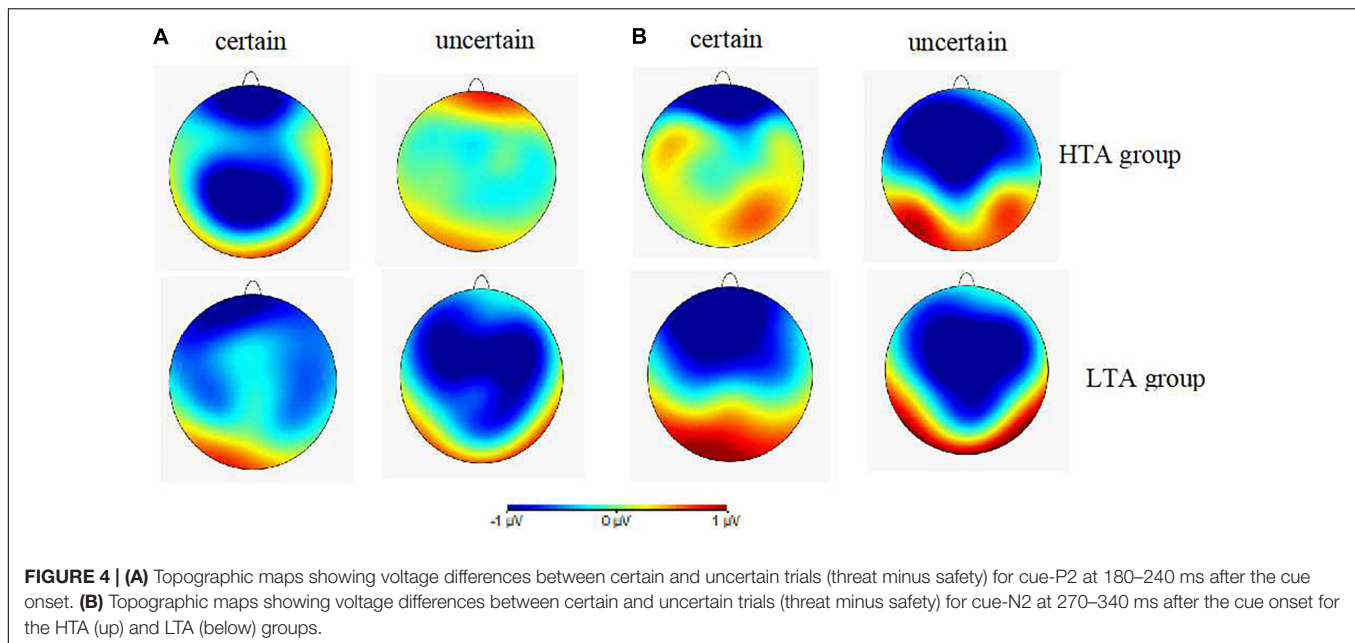 A
certain
uncertain
B
certain
uncertain
HTA group
LTA group
-1 µV
0 µV
1 µV
FIGURE 4 | (A) Topographic maps showing voltage differences between certain and uncertain trials (threat minus safety) for cue-P2 at 180–240 ms after the cue
onset. (B) Topographic maps showing voltage differences between certain and uncertain trials (threat minus safety) for cue-N2 at 270–340 ms after the cue onset for
the HTA (up) and LTA (below) groups.